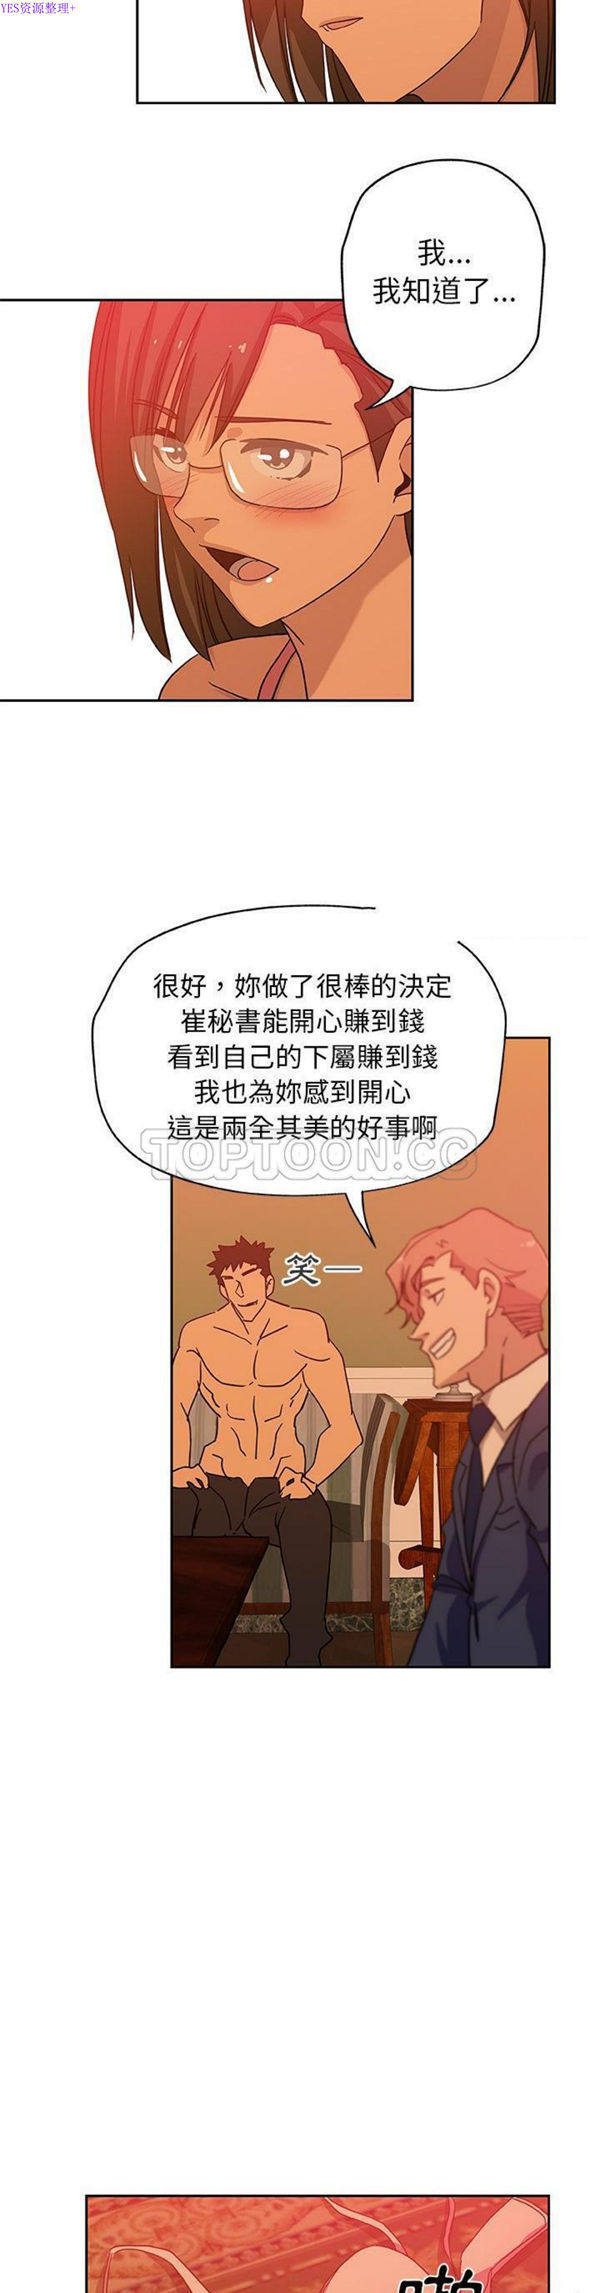 YES资源整理+
我...
我知道了...
很好，妳做了很棒的決定
崔秘書能開心賺到錢
看到自己的下屬賺到錢
我也為妳感到開心
這是兩全其美的好事啊
TOPTOON.CC
笑—